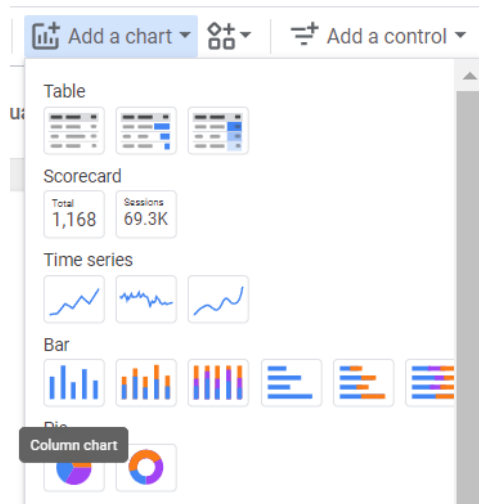 Add a chart
Add a control
Table
Scorecard
Total
1,168
Sessions
69.3K
Time series
Bar
Column chart